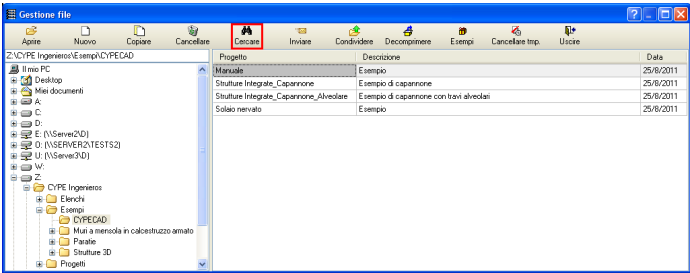 Gestione file
Aprire Nuovo Copiare Cancellare Cercare Inviare Condividere Decomprimere Esempi Cancellare tmp. Uscire
Z:\CYPE Ingenieros\Esempi\CYPECAD
Il mio PC
Desktop
Miei documenti
A:
C:
D:
E: (\\Server2\D)
O: (\\SERVER2\TESTS2)
U: (\\Server3\D)
W:
Z:
CYPE Ingenieros
Elenchi
Esempi
CYPECAD
Muri a mensola in calcestruzzo armato
Paratie
Strutture 3D
Progetti
Progetto Descrizione Data
Manuale Esempio 25/8/2011
Strutture Integrate_Capannone Esempio di capannone 25/8/2011
Strutture Integrate_Capannone_Alveolare Esempio di capannone con travi alveolari 25/8/2011
Solaio nervato Esempio 25/8/2011